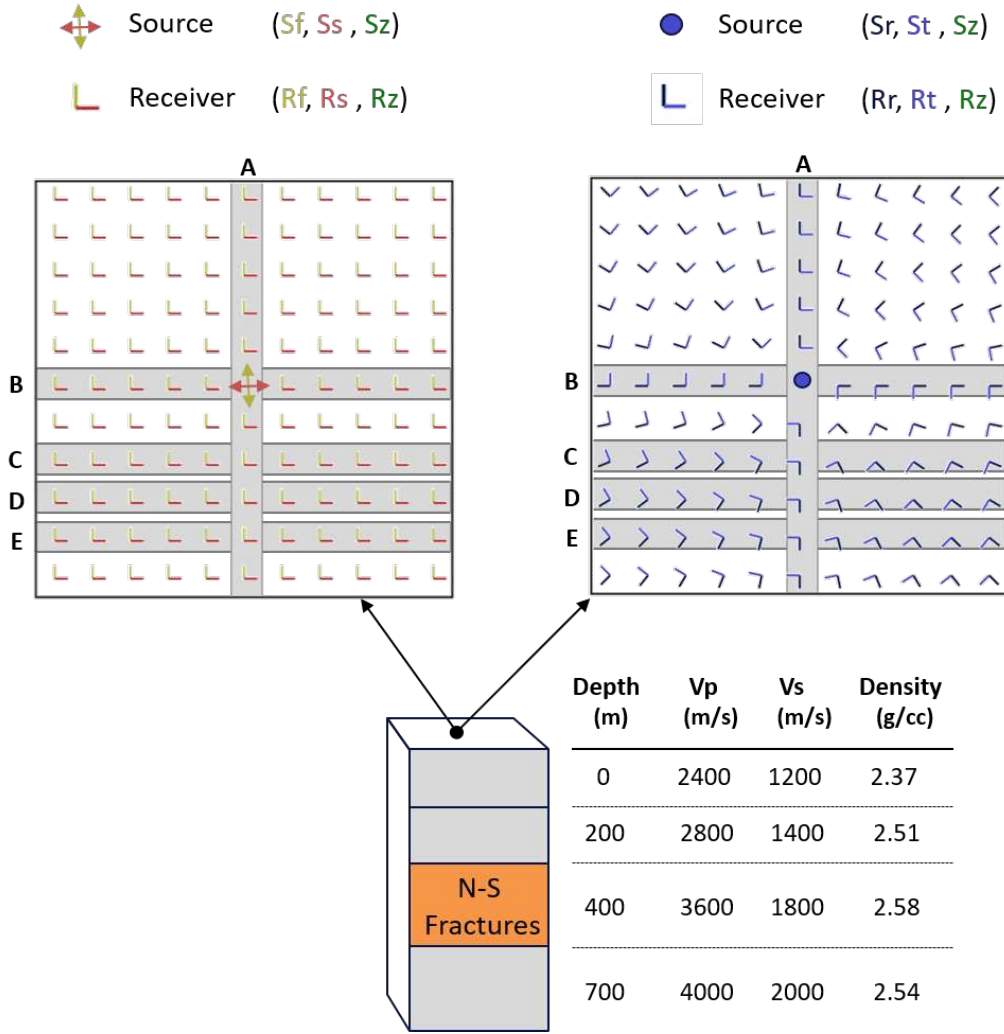 Source (Sf, Ss , Sz)
Receiver (Rf, Rs , Rz)
Source (Sr, St , Sz)
Receiver (Rr, Rt , Rz)
A
B
C
D
E
A
B
C
D
E
N-S
Fractures
Depth Vp Vs Density
(m) (m/s) (m/s) (g/cc)
0 2400 1200 2.37
200 2800 1400 2.51
400 3600 1800 2.58
700 4000 2000 2.54